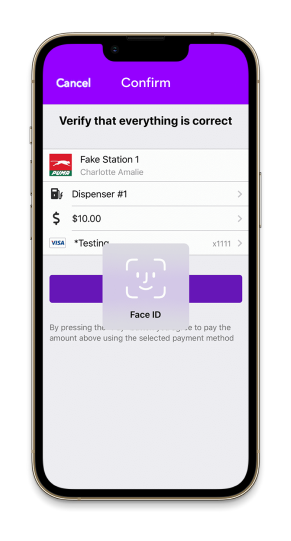 Cancel
Confirm
Verify that everything is correct
PUMA
Fake Station 1
Charlotte Amalie
Dispenser #1
$ $10.00
VISA *Testing x1111
Face ID
By pressing the to pay the
amount above using the selected payment method